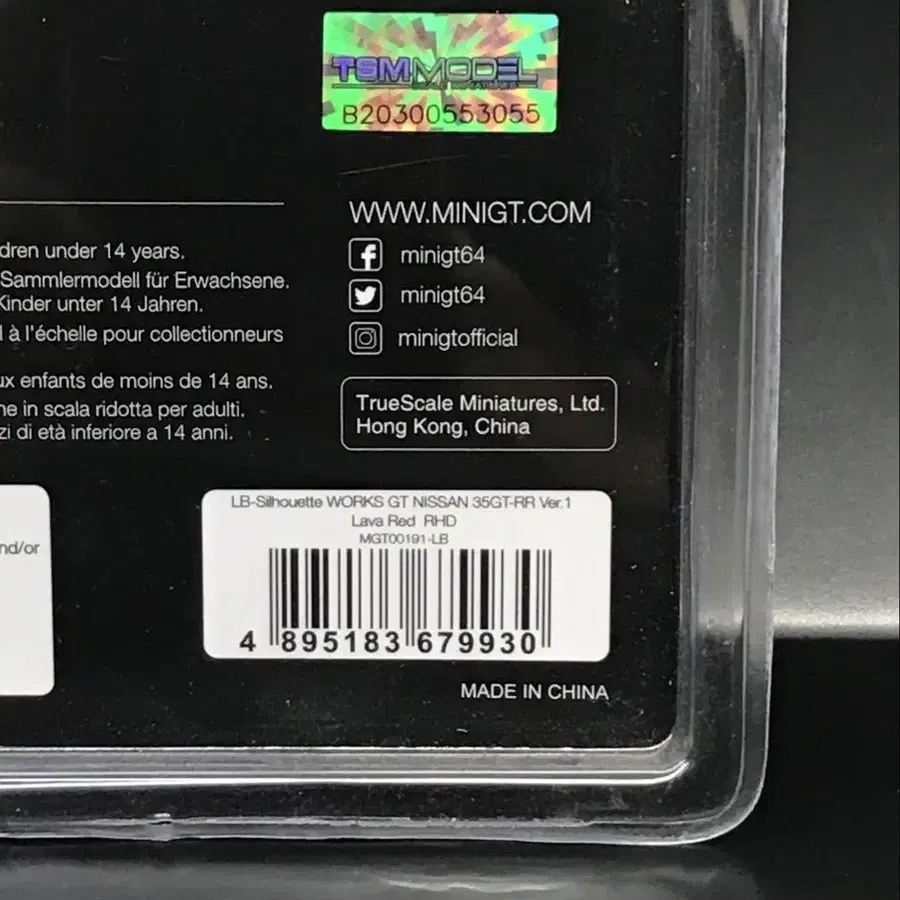 TSM MODEL
B20300553055
WWW.MINIGT.COM
minigt64
minigt64
minigtofficial
TrueScale Miniatures, Ltd.
Hong Kong, China
dren under 14 years.
Sammlermodell für Erwachsene.
Kinder unter 14 Jahren.
l à l'échelle pour collectionneurs
ux enfants de moins de 14 ans.
ne in scala ridotta per adulti.
zi di età inferiore a 14 anni.
nd/or
LB-Silhouette WORKS GT NISSAN 35GT-RR Ver.1
Lava Red RHD
MGT00191-LB
4 895183 679930
MADE IN CHINA